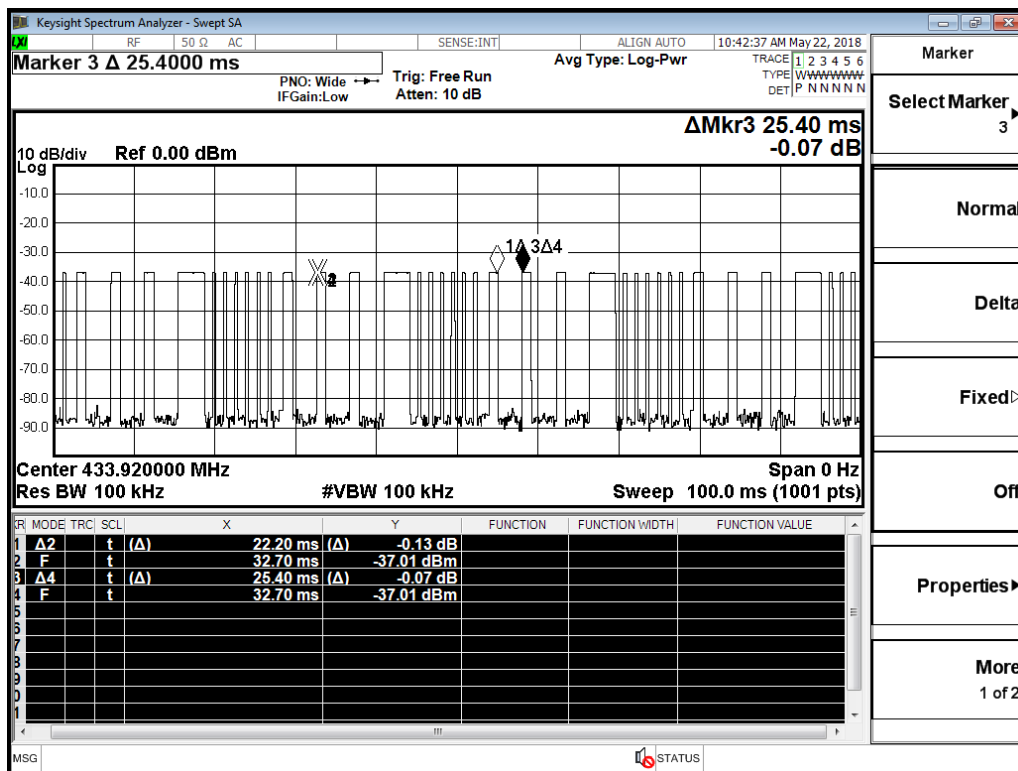 Keysight Spectrum Analyzer - Swept SA
LXI RF 50 Ω AC SENSE:INT ALIGN AUTO 10:42:37 AM May 22, 2018
Marker 3 Δ 25.4000 ms
PNO: Wide
IFGain:Low
Trig: Free Run
Atten: 10 dB
Avg Type: Log-Pwr
TRACE 1 2 3 4 5 6
TYPE WWWWWW
DET P N N N N N
ΔMkr3 25.40 ms
-0.07 dB
10 dB/div Ref 0.00 dBm
Log
-10.0
-20.0
-30.0
-40.0
-50.0
-60.0
-70.0
-80.0
-90.0
1Δ 3Δ4
Center 433.920000 MHz Span 0 Hz
Res BW 100 kHz #VBW 100 kHz Sweep 100.0 ms (1001 pts)
KR MODE TRC SCL X Y FUNCTION FUNCTION WIDTH FUNCTION VALUE
1 Δ2 t (Δ) 22.20 ms (Δ) -0.13 dB
2 F t 32.70 ms -37.01 dBm
3 Δ4 t (Δ) 25.40 ms (Δ) -0.07 dB
4 F t 32.70 ms -37.01 dBm
5
6
7
8
9
0
1
MSG STATUS
Marker
Select Marker
3
Normal
Delta
Fixed
Off
Properties
More
1 of 2